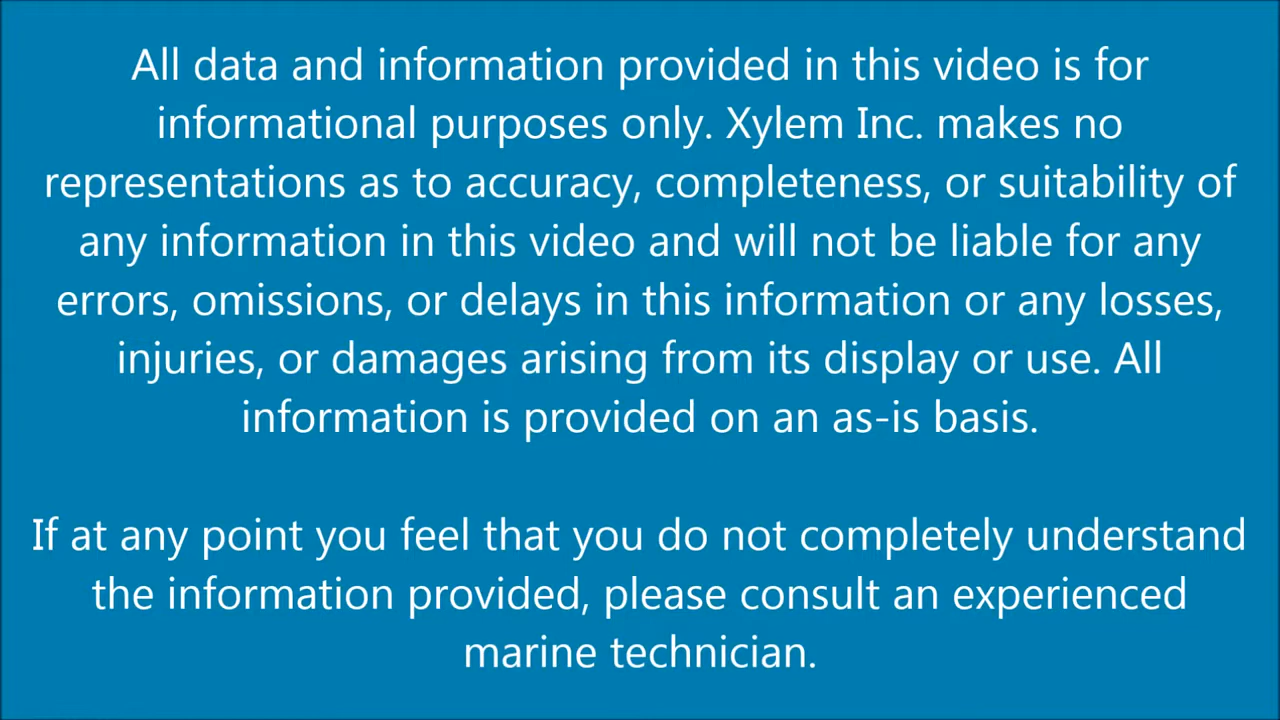 All data and information provided in this video is for
informational purposes only. Xylem Inc. makes no
representations as to accuracy, completeness, or suitability of
any information in this video and will not be liable for any
errors, omissions, or delays in this information or any losses,
injuries, or damages arising from its display or use. All
information is provided on an as-is basis.
If at any point you feel that you do not completely understand
the information provided, please consult an experienced
marine technician.